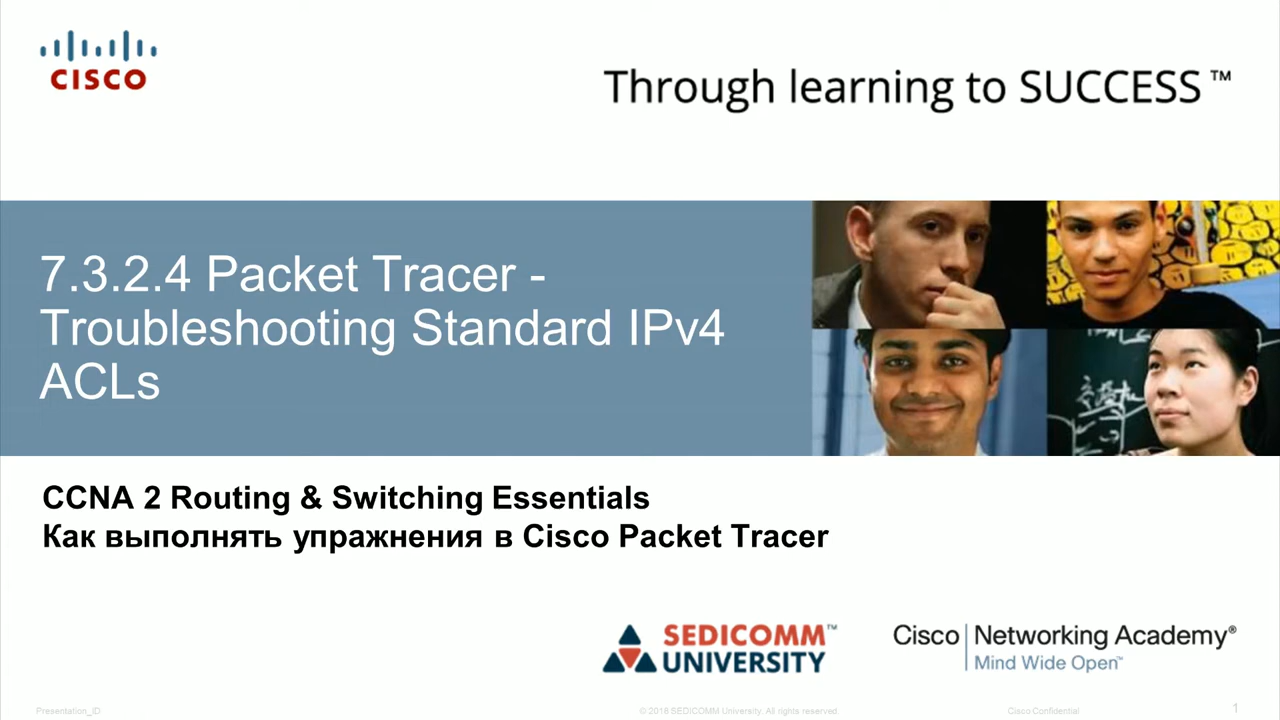 CISCO
Through learning to SUCCESS™
7.3.2.4 Packet Tracer -
Troubleshooting Standard IPv4
ACLs
CCNA 2 Routing & Switching Essentials
Как выполнять упражнения в Cisco Packet Tracer
SEDICOMM™
UNIVERSITY
Cisco Networking Academy®
Mind Wide Open™
Presentation_ID
© 2018 SEDICOMM University. All rights reserved.
Cisco Confidential
1